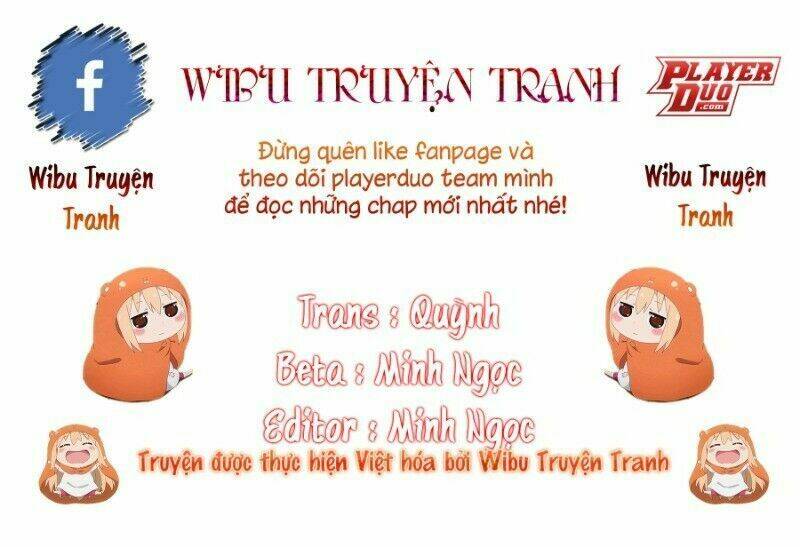 f
WIBU TRUYỆN TRANH
PLAYER
DUO
.com
Đừng quên like fanpage và
theo dõi playerduo team mình
để đọc những chap mới nhất nhé!
Wibu Truyện
Tranh
Wibu Truyện
Tranh
Trans : Quỳnh
Beta : Minh Ngọc
Editor : Minh Ngọc
Truyện được thực hiện Việt hóa bởi Wibu Truyện Tranh